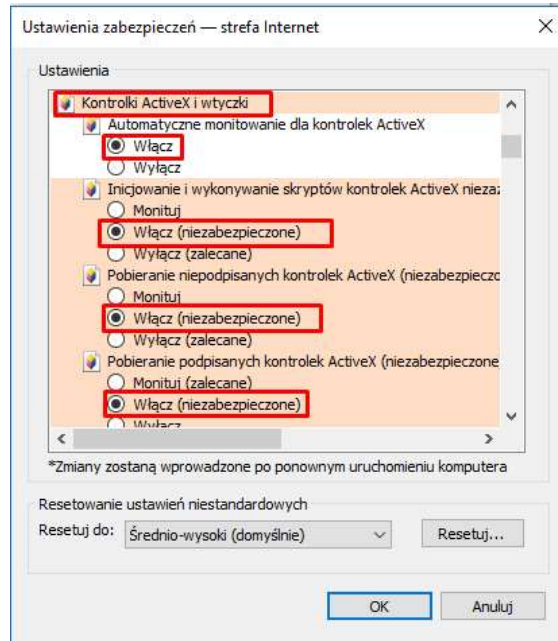 Ustawienia zabezpieczeń — strefa Internet
Ustawienia
Kontrolki ActiveX i wtyczki
Automatyczne monitowanie dla kontrolek ActiveX
Włącz
Wyłącz
Inicjowanie i wykonywanie skryptów kontrolek ActiveX
Monituj
Włącz (niezabezpieczone)
Wyłącz (zalecane)
Pobieranie niepodpisanych kontrolek ActiveX (niezabezpieczo
Monituj
Włącz (niezabezpieczone)
Wyłącz (zalecane)
Pobieranie podpisanych kontrolek ActiveX (niezabezpieczone
Monituj (zalecane)
Włącz (niezabezpieczone)
Wyłącz
*Zmiany zostaną wprowadzone po ponownym uruchomieniu komputera
Resetowanie ustawień niestandardowych
Resetuj do:
Średnio-wysoki (domyślnie)
Resetuj...
OK
Anuluj